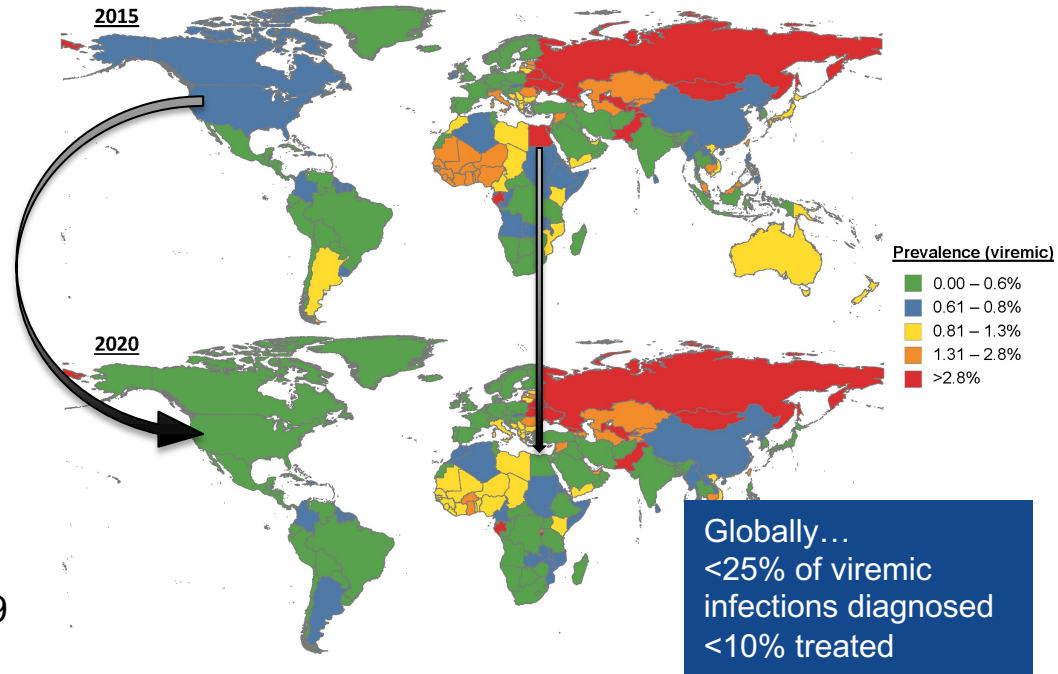 2015
Prevalence (viremic)
0.00 – 0.6%
0.61 – 0.8%
0.81 – 1.3%
1.31 – 2.8%
>2.8%
2020
Globally…
<25% of viremic
infections diagnosed
<10% treated
9